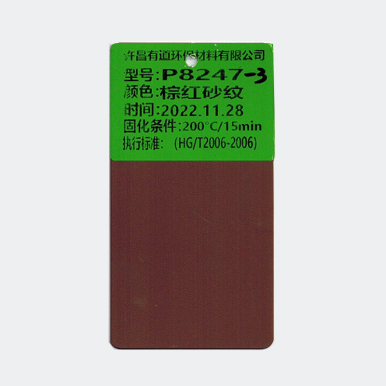 许昌有道环保材料有限公司
型号:P8247-3
颜色:棕红砂纹
时间:2022.11.28
固化条件:200°C/15min
执行标准:（HG/T2006-2006)